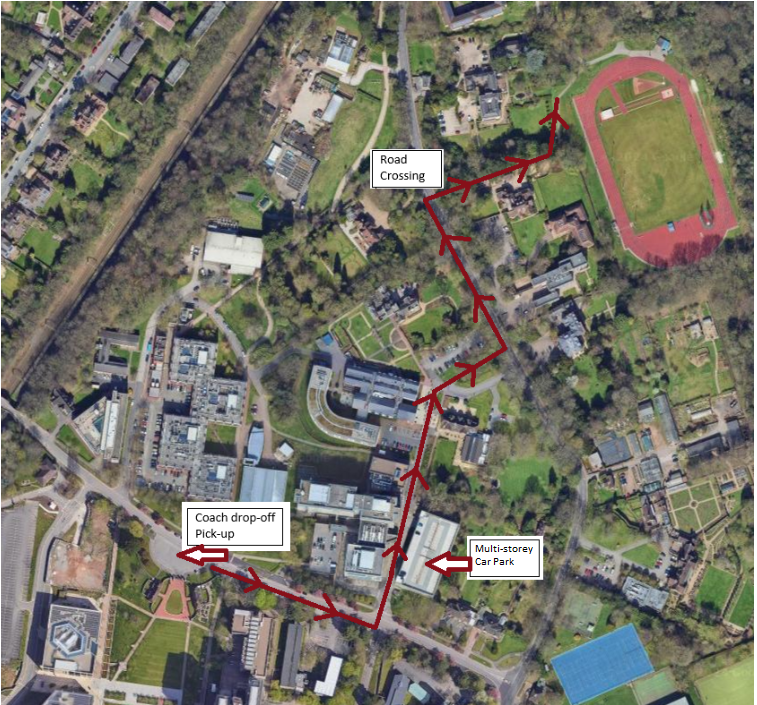 Road
Crossing
Coach drop-off
Pick-up
Multi-storey
Car Park